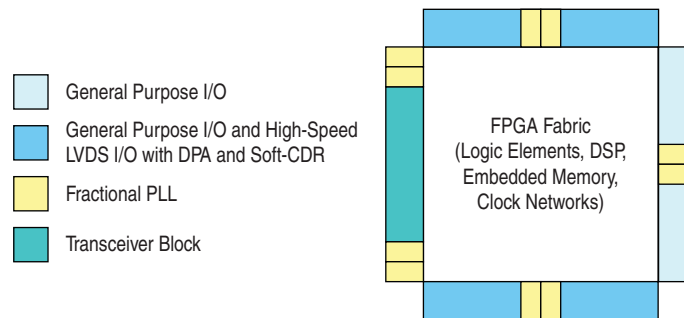 General Purpose I/O
General Purpose I/O and High-Speed
LVDS I/O with DPA and Soft-CDR
Fractional PLL
Transceiver Block
FPGA Fabric
(Logic Elements, DSP,
Embedded Memory,
Clock Networks)